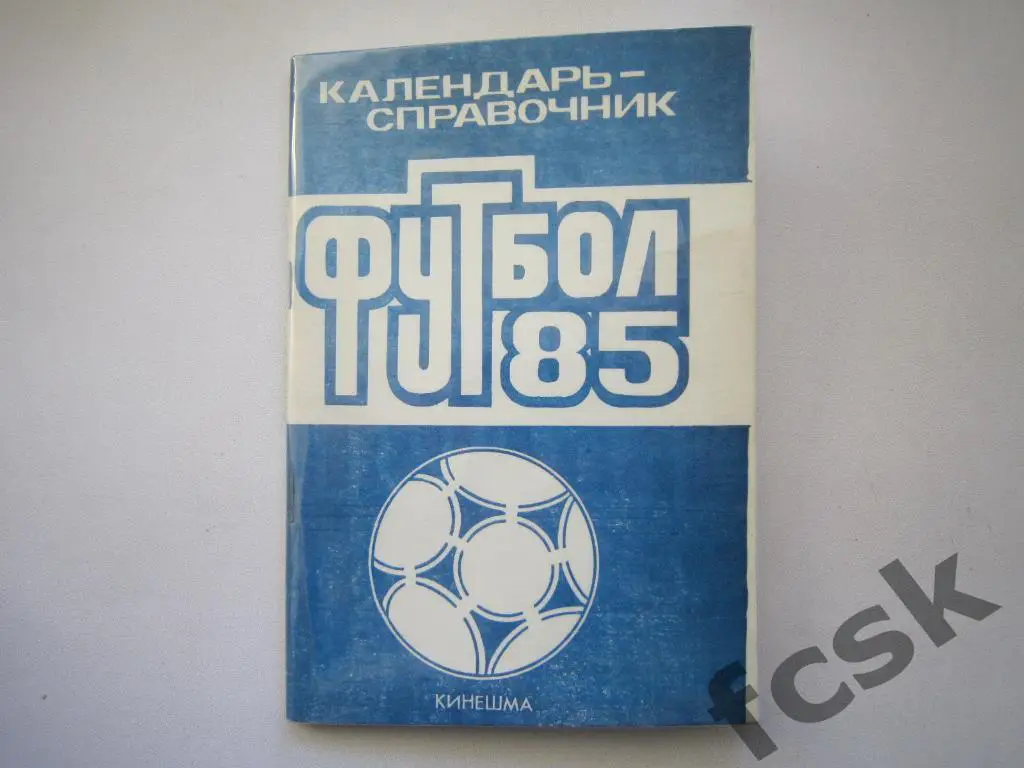 КАЛЕНДАРЬ-
СПРАВОЧНИК
ФУТБОЛ
85
КИНЕШМА
fcsk